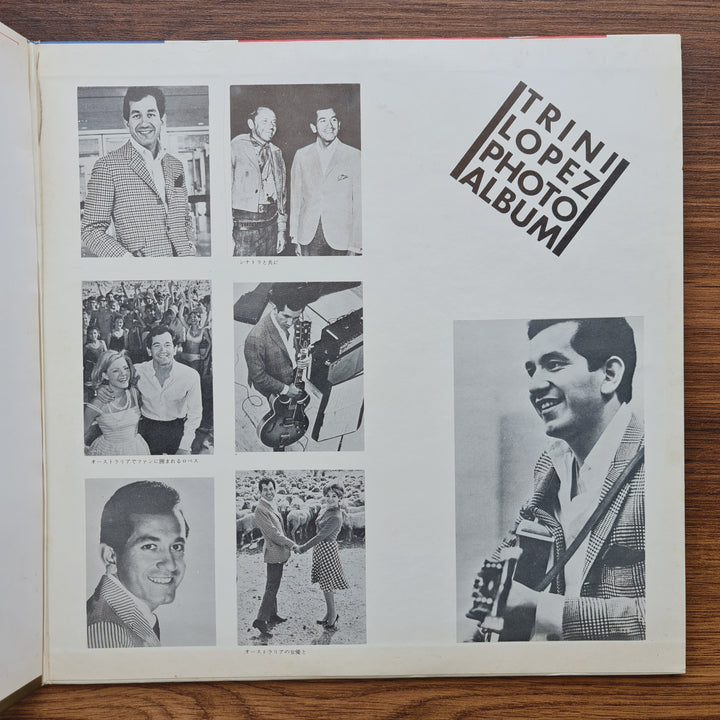 TRINI
LOPEZ
PHOTO
ALBUM
シナトラと共に
オーストラリアでファンに囲まれるロペス
オーストラリアの女優と